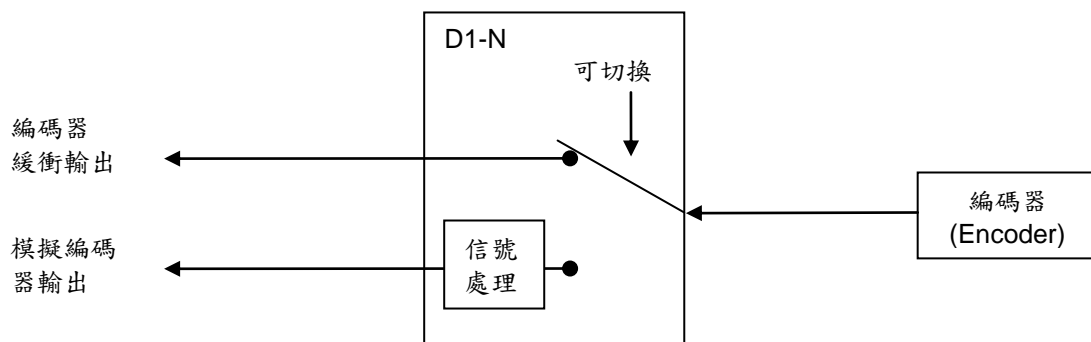 D1-N
可切換
編碼器
緩衝輸出
編碼器
(Encoder)
模擬編碼
器輸出
信號
處理